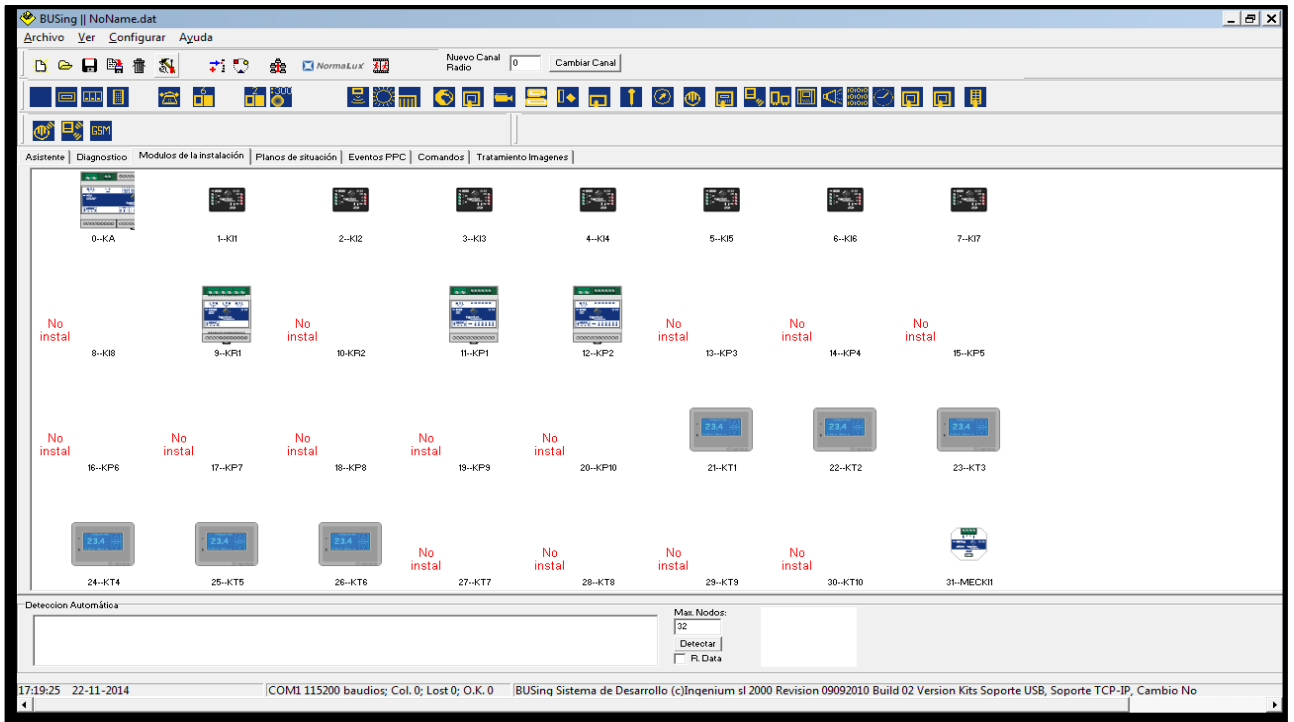 BUSing || NoName.dat
Archivo Ver Configurar Ayuda
NormaLux
Nuevo Canal Radio 0 Cambiar Canal
6 2 300
GSM
Asistente Diagnostico Modulos de la instalación Planos de situación Eventos PPC Comandos Tratamiento Imagenes
0--KA 1--KI1 2--KI2 3--KI3 4--KI4 5--KI5 6--KI6 7--KI7
No instal No instal No instal No instal No instal
8--KI8 9--KR1 10-KR2 11--KP1 12--KP2 13--KP3 14--KP4 15--KP5
23.4 23.4 23.4
No instal No instal No instal No instal No instal
16--KP6 17--KP7 18--KP8 19--KP9 20--KP10 21--KT1 22--KT2 23--KT3
23.4 23.4 23.4
No instal No instal No instal No instal
24--KT4 25--KT5 26--KT6 27--KT7 28--KT8 29--KT9 30--KT10 31--MECKI1
Deteccion Automática
Max. Nodos:
32
Detectar
R. Data
17:19:25 22-11-2014 COM1 115200 baudios; Col. 0; Lost 0; O.K. 0 BUSing Sistema de Desarrollo (c)Ingenium sl 2000 Revision 09092010 Build 02 Version Kits Soporte USB, Soporte TCP-IP, Cambio No